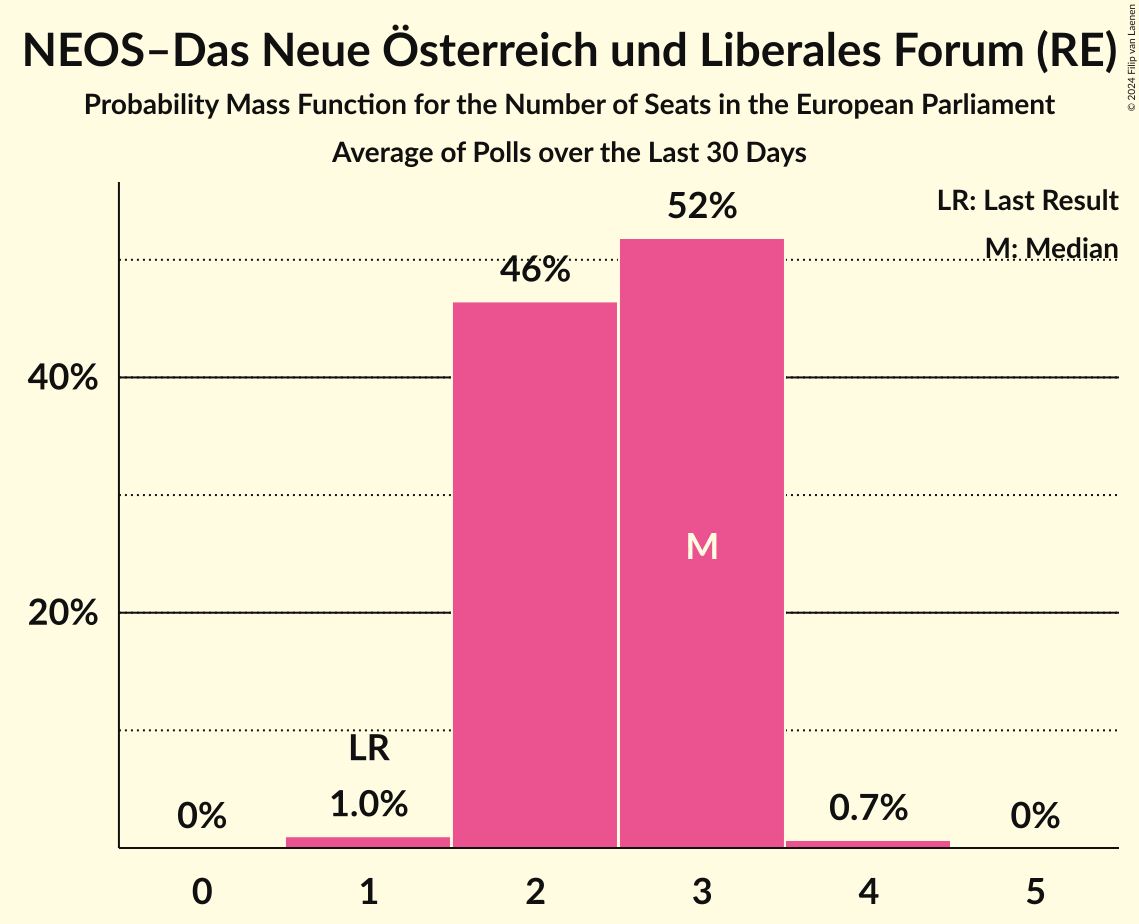 NEOS–Das Neue Österreich und Liberales Forum (RE)
Probability Mass Function for the Number of Seats in the European Parliament
Average of Polls over the Last 30 Days
© 2024 Filip van Laenen
LR: Last Result
M: Median
52%
46%
40%
M
20%
LR
0%
1.0%
0.7%
0%
0 1 2 3 4 5